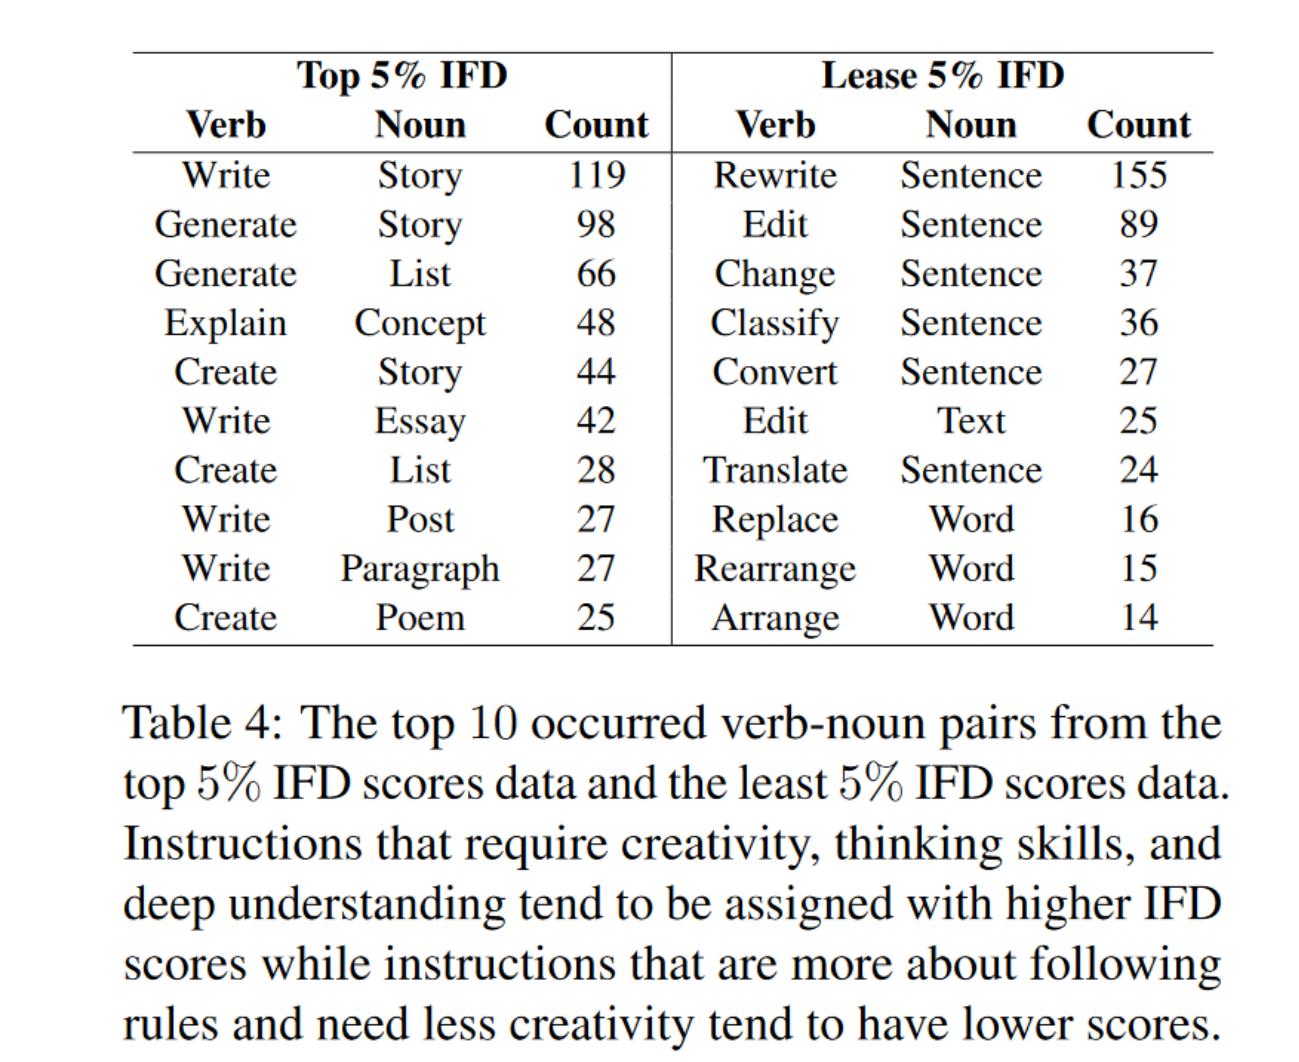 Top 5% IFD Lease 5% IFD
Verb Noun Count Verb Noun Count
Write Story 119 Rewrite Sentence 155
Generate Story 98 Edit Sentence 89
Generate List 66 Change Sentence 37
Explain Concept 48 Classify Sentence 36
Create Story 44 Convert Sentence 27
Write Essay 42 Edit Text 25
Create List 28 Translate Sentence 24
Write Post 27 Replace Word 16
Write Paragraph 27 Rearrange Word 15
Create Poem 25 Arrange Word 14
Table 4: The top 10 occurred verb-noun pairs from the
top 5% IFD scores data and the least 5% IFD scores data.
Instructions that require creativity, thinking skills, and
deep understanding tend to be assigned with higher IFD
scores while instructions that are more about following
rules and need less creativity tend to have lower scores.